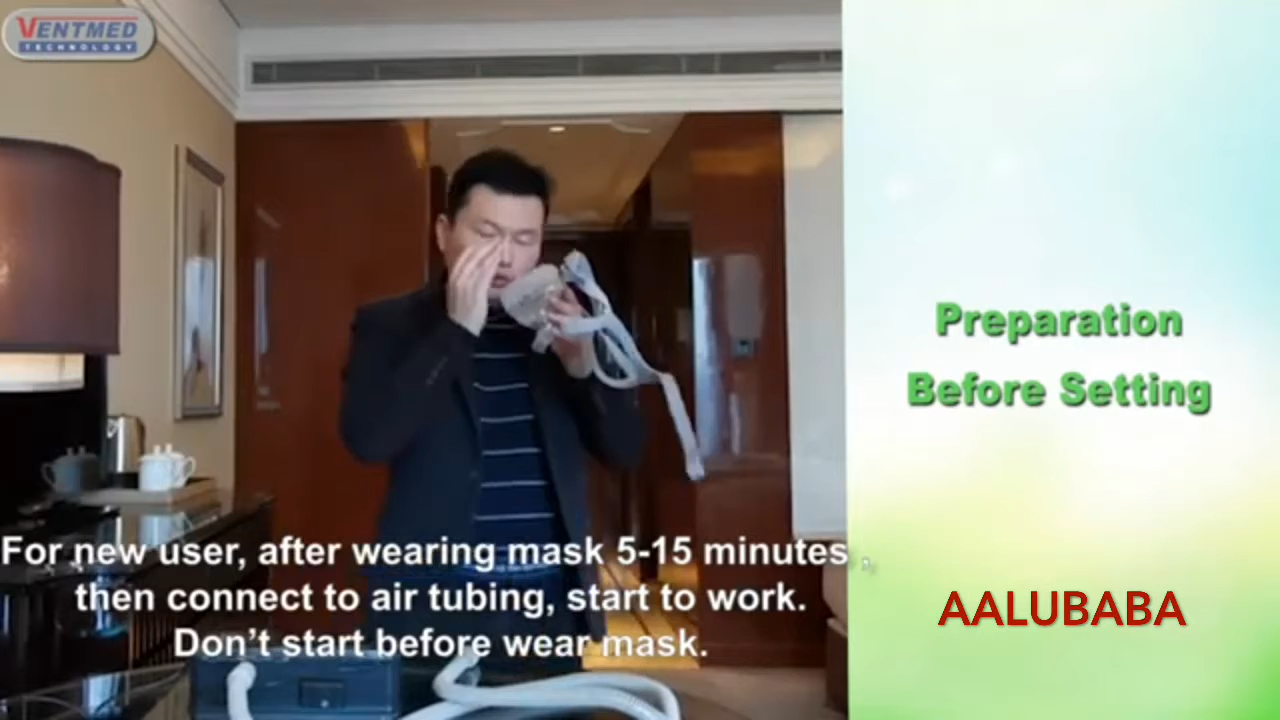 VENTMED
TECHNOLOGY
Preparation
Before Setting
For new user, after wearing mask 5-15 minutes ,
then connect to air tubing, start to work.
Don't start before wear mask.
AALUBABA